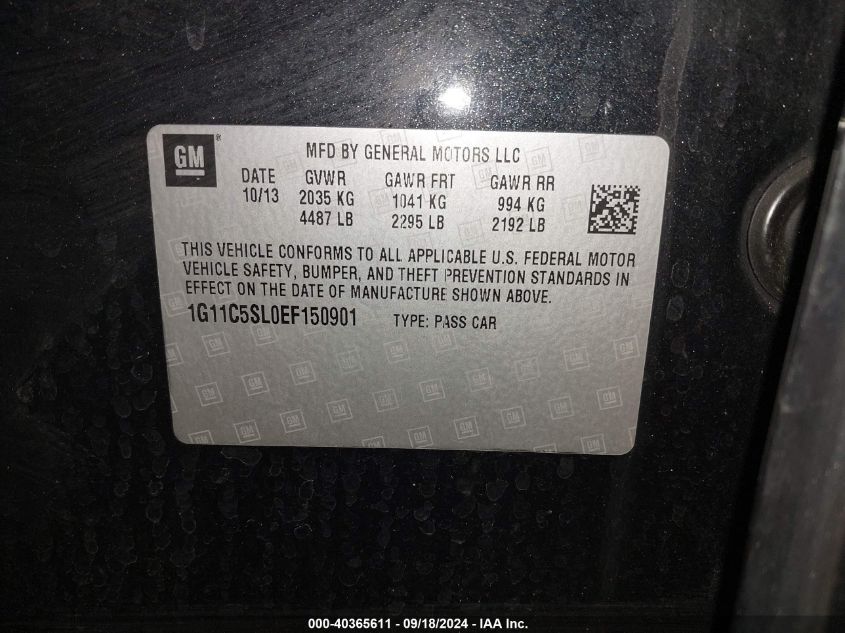 GM ®
MFD BY GENERAL MOTORS LLC
DATE GVWR GAWR FRT GAWR RR
10/13 2035 KG 1041 KG 994 KG
4487 LB 2295 LB 2192 LB
THIS VEHICLE CONFORMS TO ALL APPLICABLE U.S. FEDERAL MOTOR
VEHICLE SAFETY, BUMPER, AND THEFT PREVENTION STANDARDS IN
EFFECT ON THE DATE OF MANUFACTURE SHOWN ABOVE.
1G11C5SL0EF150901 TYPE: PASS CAR
000-40365611 - 09/18/2024 - IAA Inc.